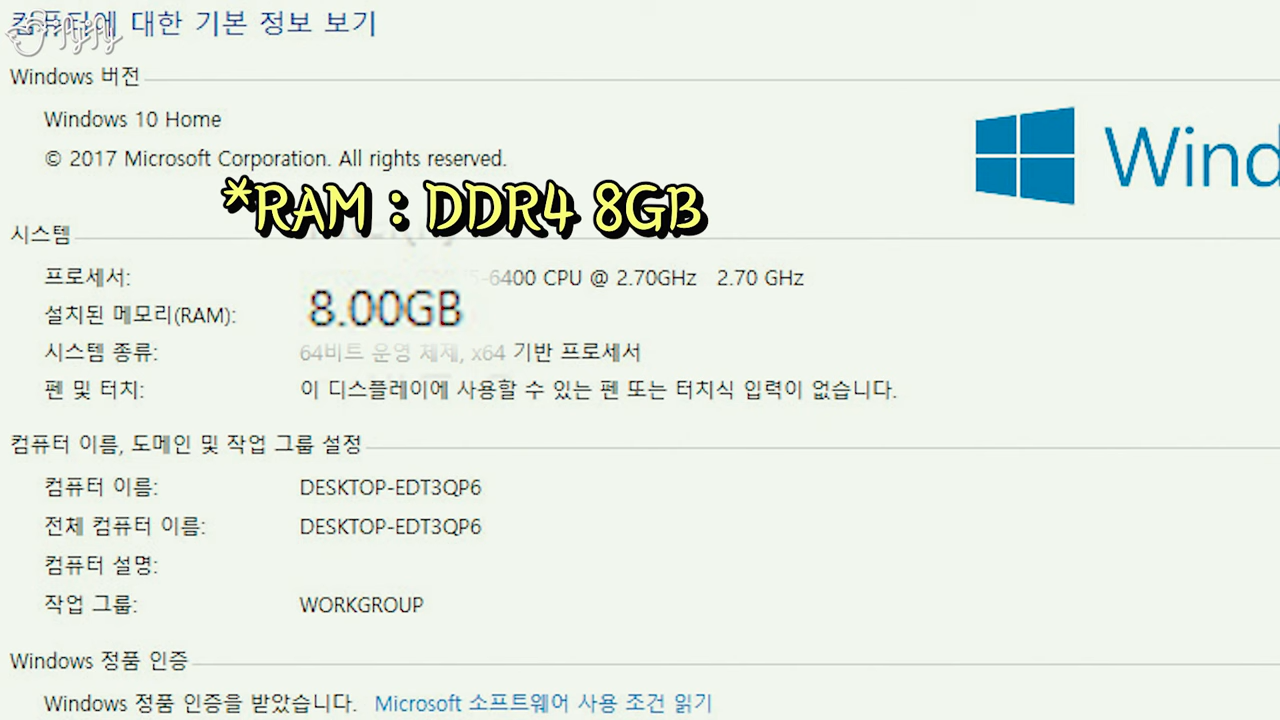 컴퓨터에 대한 기본 정보 보기
Flyfly
Windows 버전
Windows 10 Home
© 2017 Microsoft Corporation. All rights reserved.
Wind
*RAM : DDR4 8GB
시스템
프로세서: i5-6400 CPU @ 2.70GHz 2.70 GHz
설치된 메모리(RAM): 8.00GB
시스템 종류: 64비트 운영 체제, x64 기반 프로세서
펜 및 터치: 이 디스플레이에 사용할 수 있는 펜 또는 터치식 입력이 없습니다.
컴퓨터 이름, 도메인 및 작업 그룹 설정
컴퓨터 이름: DESKTOP-EDT3QP6
전체 컴퓨터 이름: DESKTOP-EDT3QP6
컴퓨터 설명:
작업 그룹: WORKGROUP
Windows 정품 인증
Windows 정품 인증을 받았습니다. Microsoft 소프트웨어 사용 조건 읽기